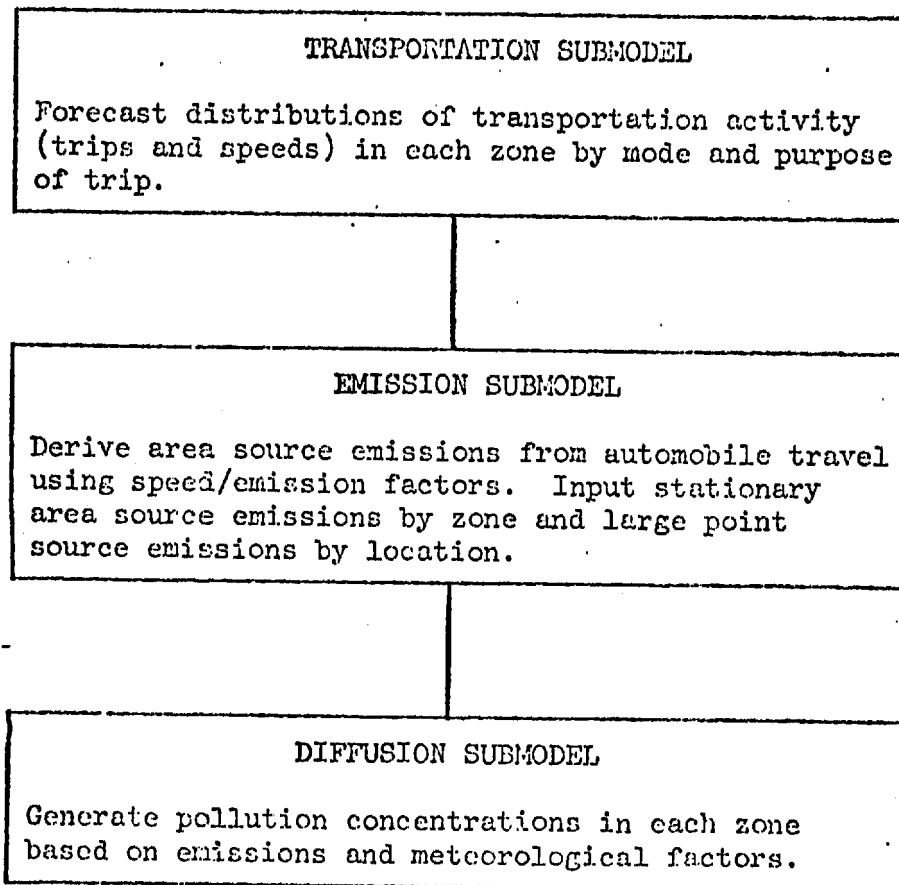 TRANSPORTATION SUBMODEL
Forecast distributions of transportation activity
(trips and speeds) in each zone by mode and purpose
of trip.
EMISSION SUBMODEL
Derive area source emissions from automobile travel
using speed/emission factors. Input stationary
area source emissions by zone and large point
source emissions by location.
DIFFUSION SUBMODEL
Generate pollution concentrations in each zone
based on emissions and meteorological factors.